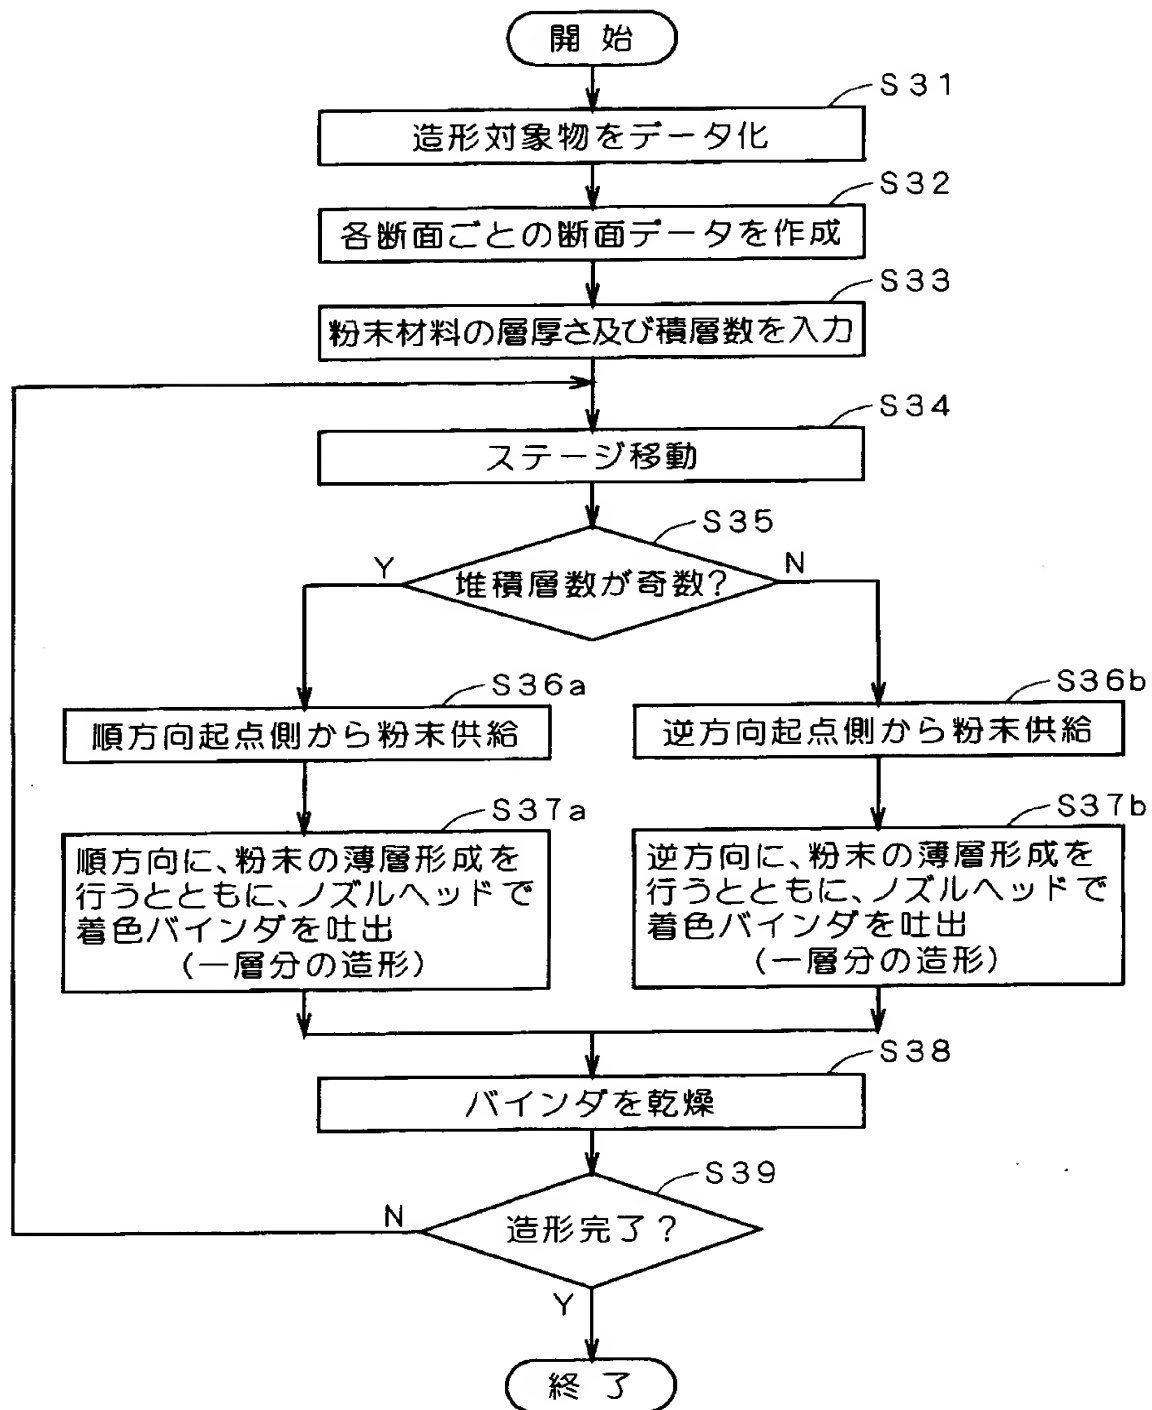 開 始
S31
造形対象物をデータ化
S32
各断面ごとの断面データを作成
S33
粉末材料の層厚さ及び積層数を入力
S34
ステージ移動
S35
Y
堆積層数が奇数?
N
S36a
順方向起点側から粉末供給
S36b
逆方向起点側から粉末供給
S37a
順方向に、粉末の薄層形成を
行うとともに、ノズルヘッドで
着色バインダを吐出
(一層分の造形)
S37b
逆方向に、粉末の薄層形成を
行うとともに、ノズルヘッドで
着色バインダを吐出
(一層分の造形)
S38
バインダを乾燥
S39
N
造形完了?
Y
終 了